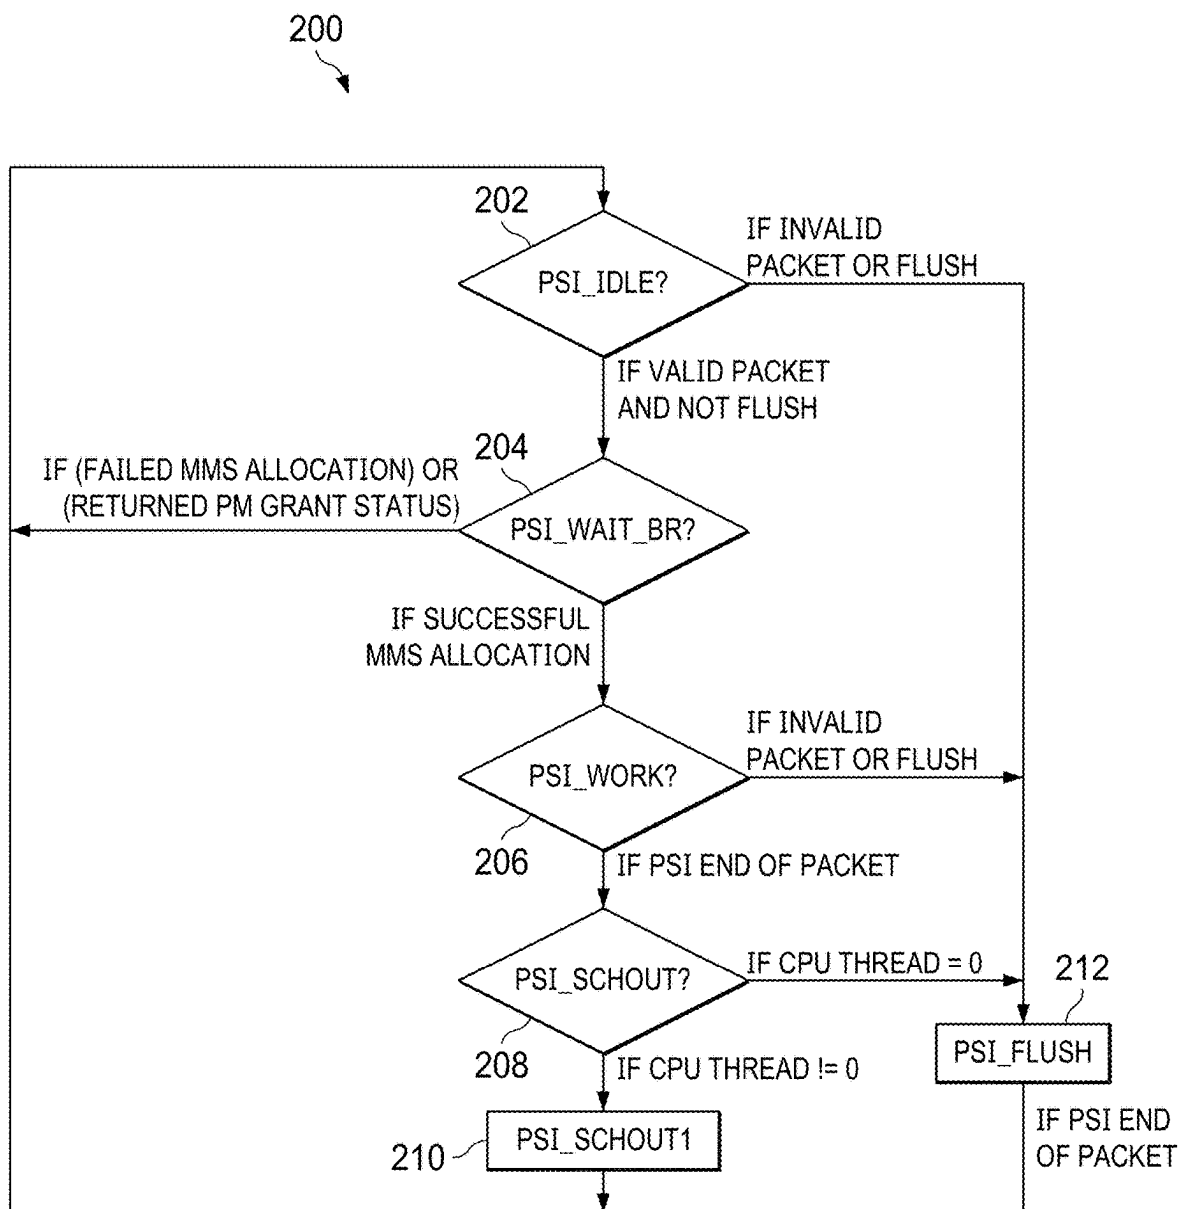 200
202
IF INVALID
PACKET OR FLUSH
PSI_IDLE?
IF VALID PACKET
AND NOT FLUSH
204
IF (FAILED MMS ALLOCATION) OR
(RETURNED PM GRANT STATUS)
PSI_WAIT_BR?
IF SUCCESSFUL
MMS ALLOCATION
IF INVALID
PACKET OR FLUSH
PSI_WORK?
206
IF PSI END OF PACKET
PSI_SCHOUT?
IF CPU THREAD = 0
212
208
IF CPU THREAD != 0
PSI_FLUSH
210
PSI_SCHOUT1
IF PSI END
OF PACKET